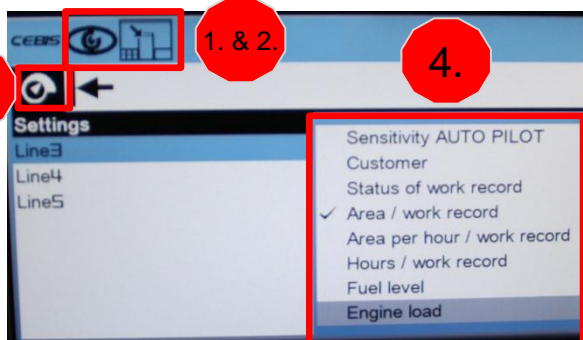 CEBIS
1. & 2.
4.
Settings
Line3
Line4
Line5
Sensitivity AUTO PILOT
Customer
Status of work record
✓ Area / work record
Area per hour / work record
Hours / work record
Fuel level
Engine load